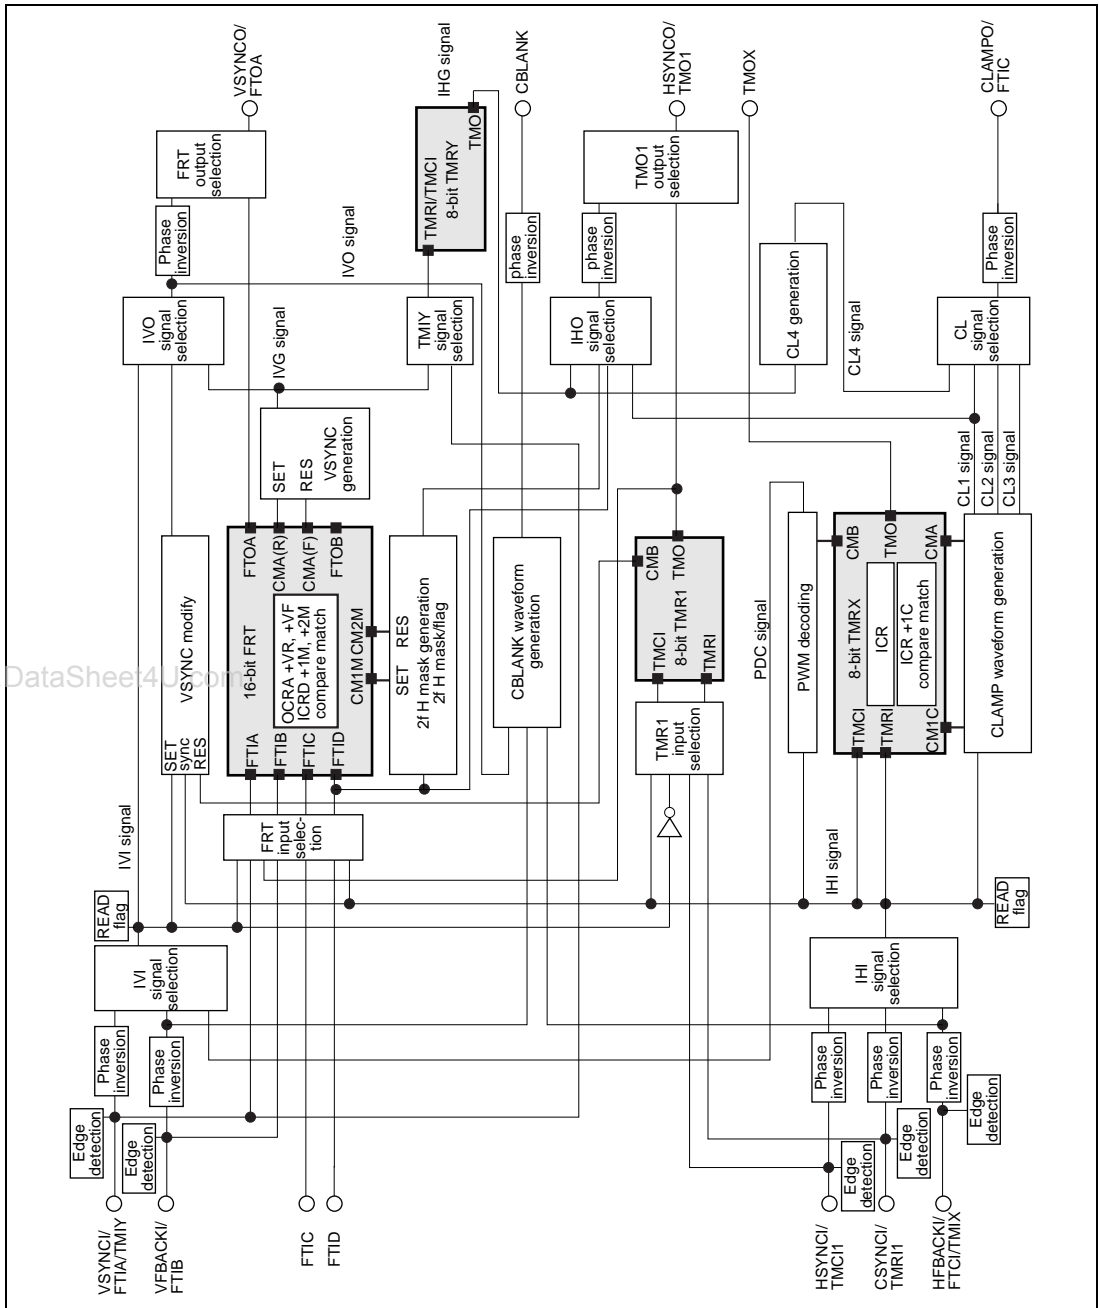 VSYNCO/
FTOA
IHG signal
CBLANK
HSYNCO/
TMO1
TMOX
CLAMPO/
FTIC
FRT
output
selection
TMO
TMRI/TMCI
8-bit TMRY
TMO1
output
selection
Phase
inversion
IVO signal
phase
inversion
phase
inversion
Phase
inversion
IVO
signal
selection
IVG signal
TMIY
signal
selection
IHO
signal
selection
CL4 generation
CL4 signal
CL
signal
selection
SET
RES
VSYNC
generation
CL1 signal
CL2 signal
CL3 signal
VSYNC modify
SET
sync
RES
FTOA
CMA(R)
CMA(F)
FTOB
16-bit FRT
OCRA +VR, +VF
ICRD +1M, +2M
compare match
CM1M CM2M
FTIA
FTIB
FTIC
FTID
SET
RES
2f H mask generation
2f H mask/flag
CBLANK waveform
generation
CMB
TMO
8-bit TMR1
TMCI
TMRI
TMR1
input
selection
PDC signal
PWM decoding
CMB
TMO
CMA
8-bit TMRX
ICR
ICR +1C
compare match
TMCI
TMRI
CM1C
CLAMP waveform generation
DataSheet4U.com
IVI signal
FRT
input
selec-
tion
IHI signal
READ
flag
READ
flag
IVI
signal
selection
IHI
signal
selection
Phase
inversion
Phase
inversion
Phase
inversion
Phase
inversion
Phase
inversion
Edge
detection
Edge
detection
Edge
detection
Edge
detection
Edge
detection
VSYNCI/
FTIA/TMIY
VFBACKI/
FTIB
FTIC
FTID
HSYNCI/
TMCI1
CSYNCI/
TMRI1
HFBACKI/
FTCI/TMIX